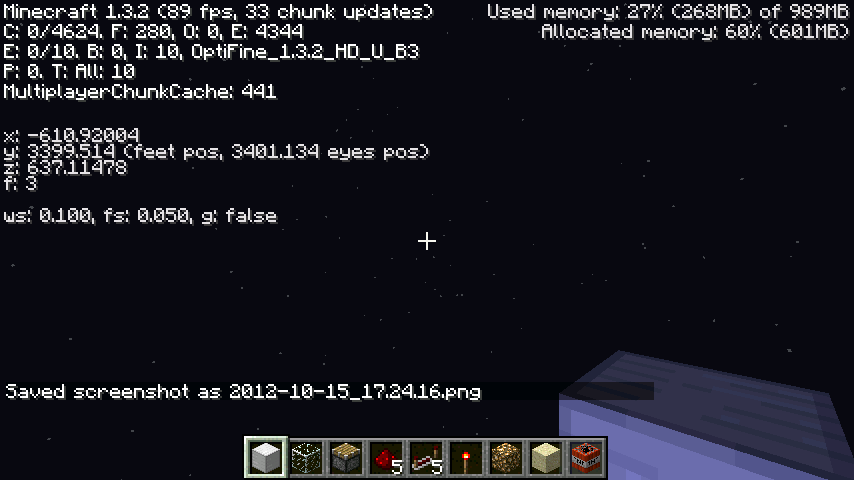 Minecraft 1.3.2 (89 fps, 33 chunk updates)
Used memory: 27% (268MB) of 989MB
C: 0/4624. F: 280, O: 0, E: 4344
Allocated memory: 60% (601MB)
E: 0/10. B: 0, I: 10, OptiFine_1.3.2_HD_U_B3
P: 0. T: All: 10
MultiplayerChunkCache: 441
x: -610.92004
y: 3399.514 (feet pos, 3401.134 eyes pos)
z: 637.11478
f: 3
ws: 0.100, fs: 0.050, g: false
Saved screenshot as 2012-10-15_17.24.16.png
5 5